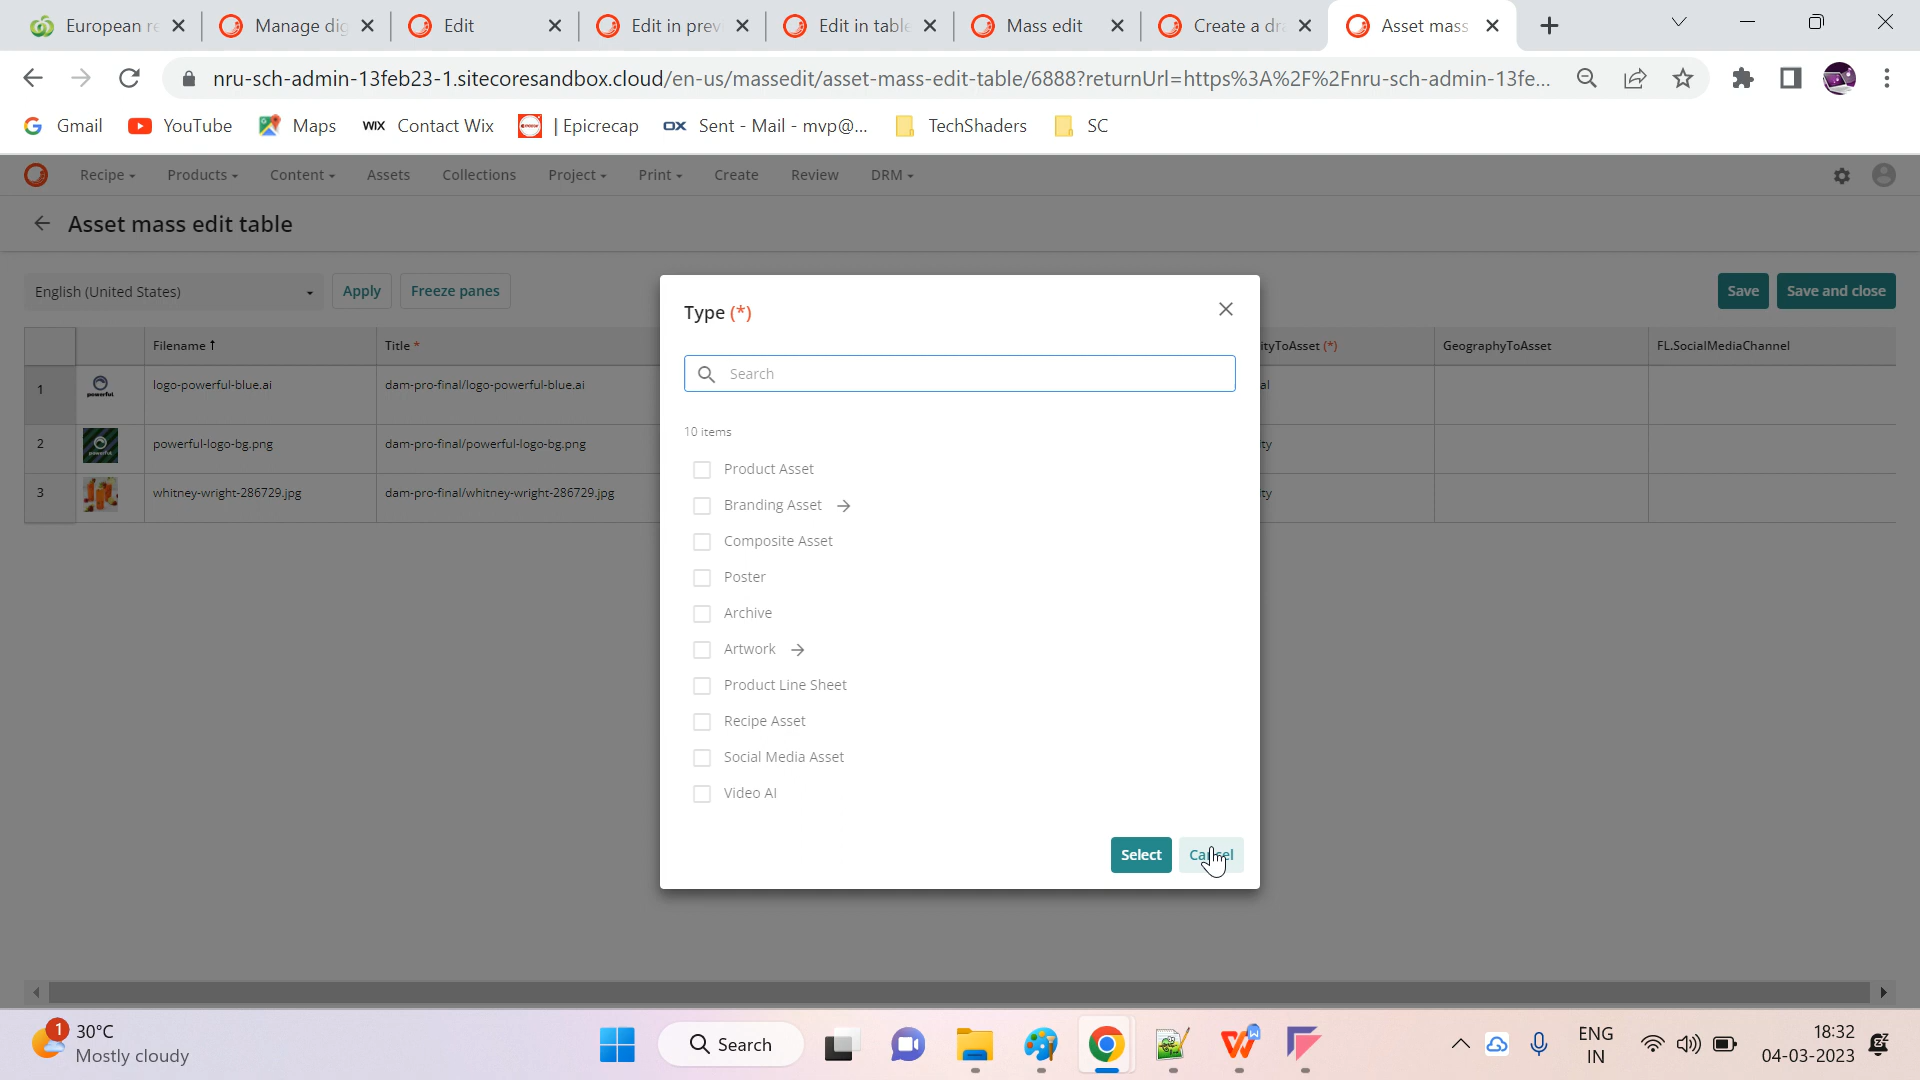 European re
Manage dig
Edit
Edit in prev
Edit in table
Mass edit
Create a dra
Asset mass
nru-sch-admin-13feb23-1.sitecoresandbox.cloud/en-us/massedit/asset-mass-edit-table/6888?returnUrl=https%3A%2F%2Fnru-sch-admin-13fe...
Gmail YouTube Maps WIX Contact Wix | Epicrecap OX Sent - Mail - mvp@... TechShaders SC
Recipe Products Content Assets Collections Project Print Create Review DRM
Asset mass edit table
English (United States) Apply Freeze panes Save Save and close
Filename ↑ Title * ityToAsset (*) GeographyToAsset FL.SocialMediaChannel
1 powerful. logo-powerful-blue.ai dam-pro-final/logo-powerful-blue.ai al
2 powerful-logo-bg.png dam-pro-final/powerful-logo-bg.png ty
3 whitney-wright-286729.jpg dam-pro-final/whitney-wright-286729.jpg ty
Type (*)
Search
10 items
Product Asset
Branding Asset →
Composite Asset
Poster
Archive
Artwork →
Product Line Sheet
Recipe Asset
Social Media Asset
Video AI
Select Cancel
1 30°C
Mostly cloudy
Search
ENG
IN
18:32
04-03-2023